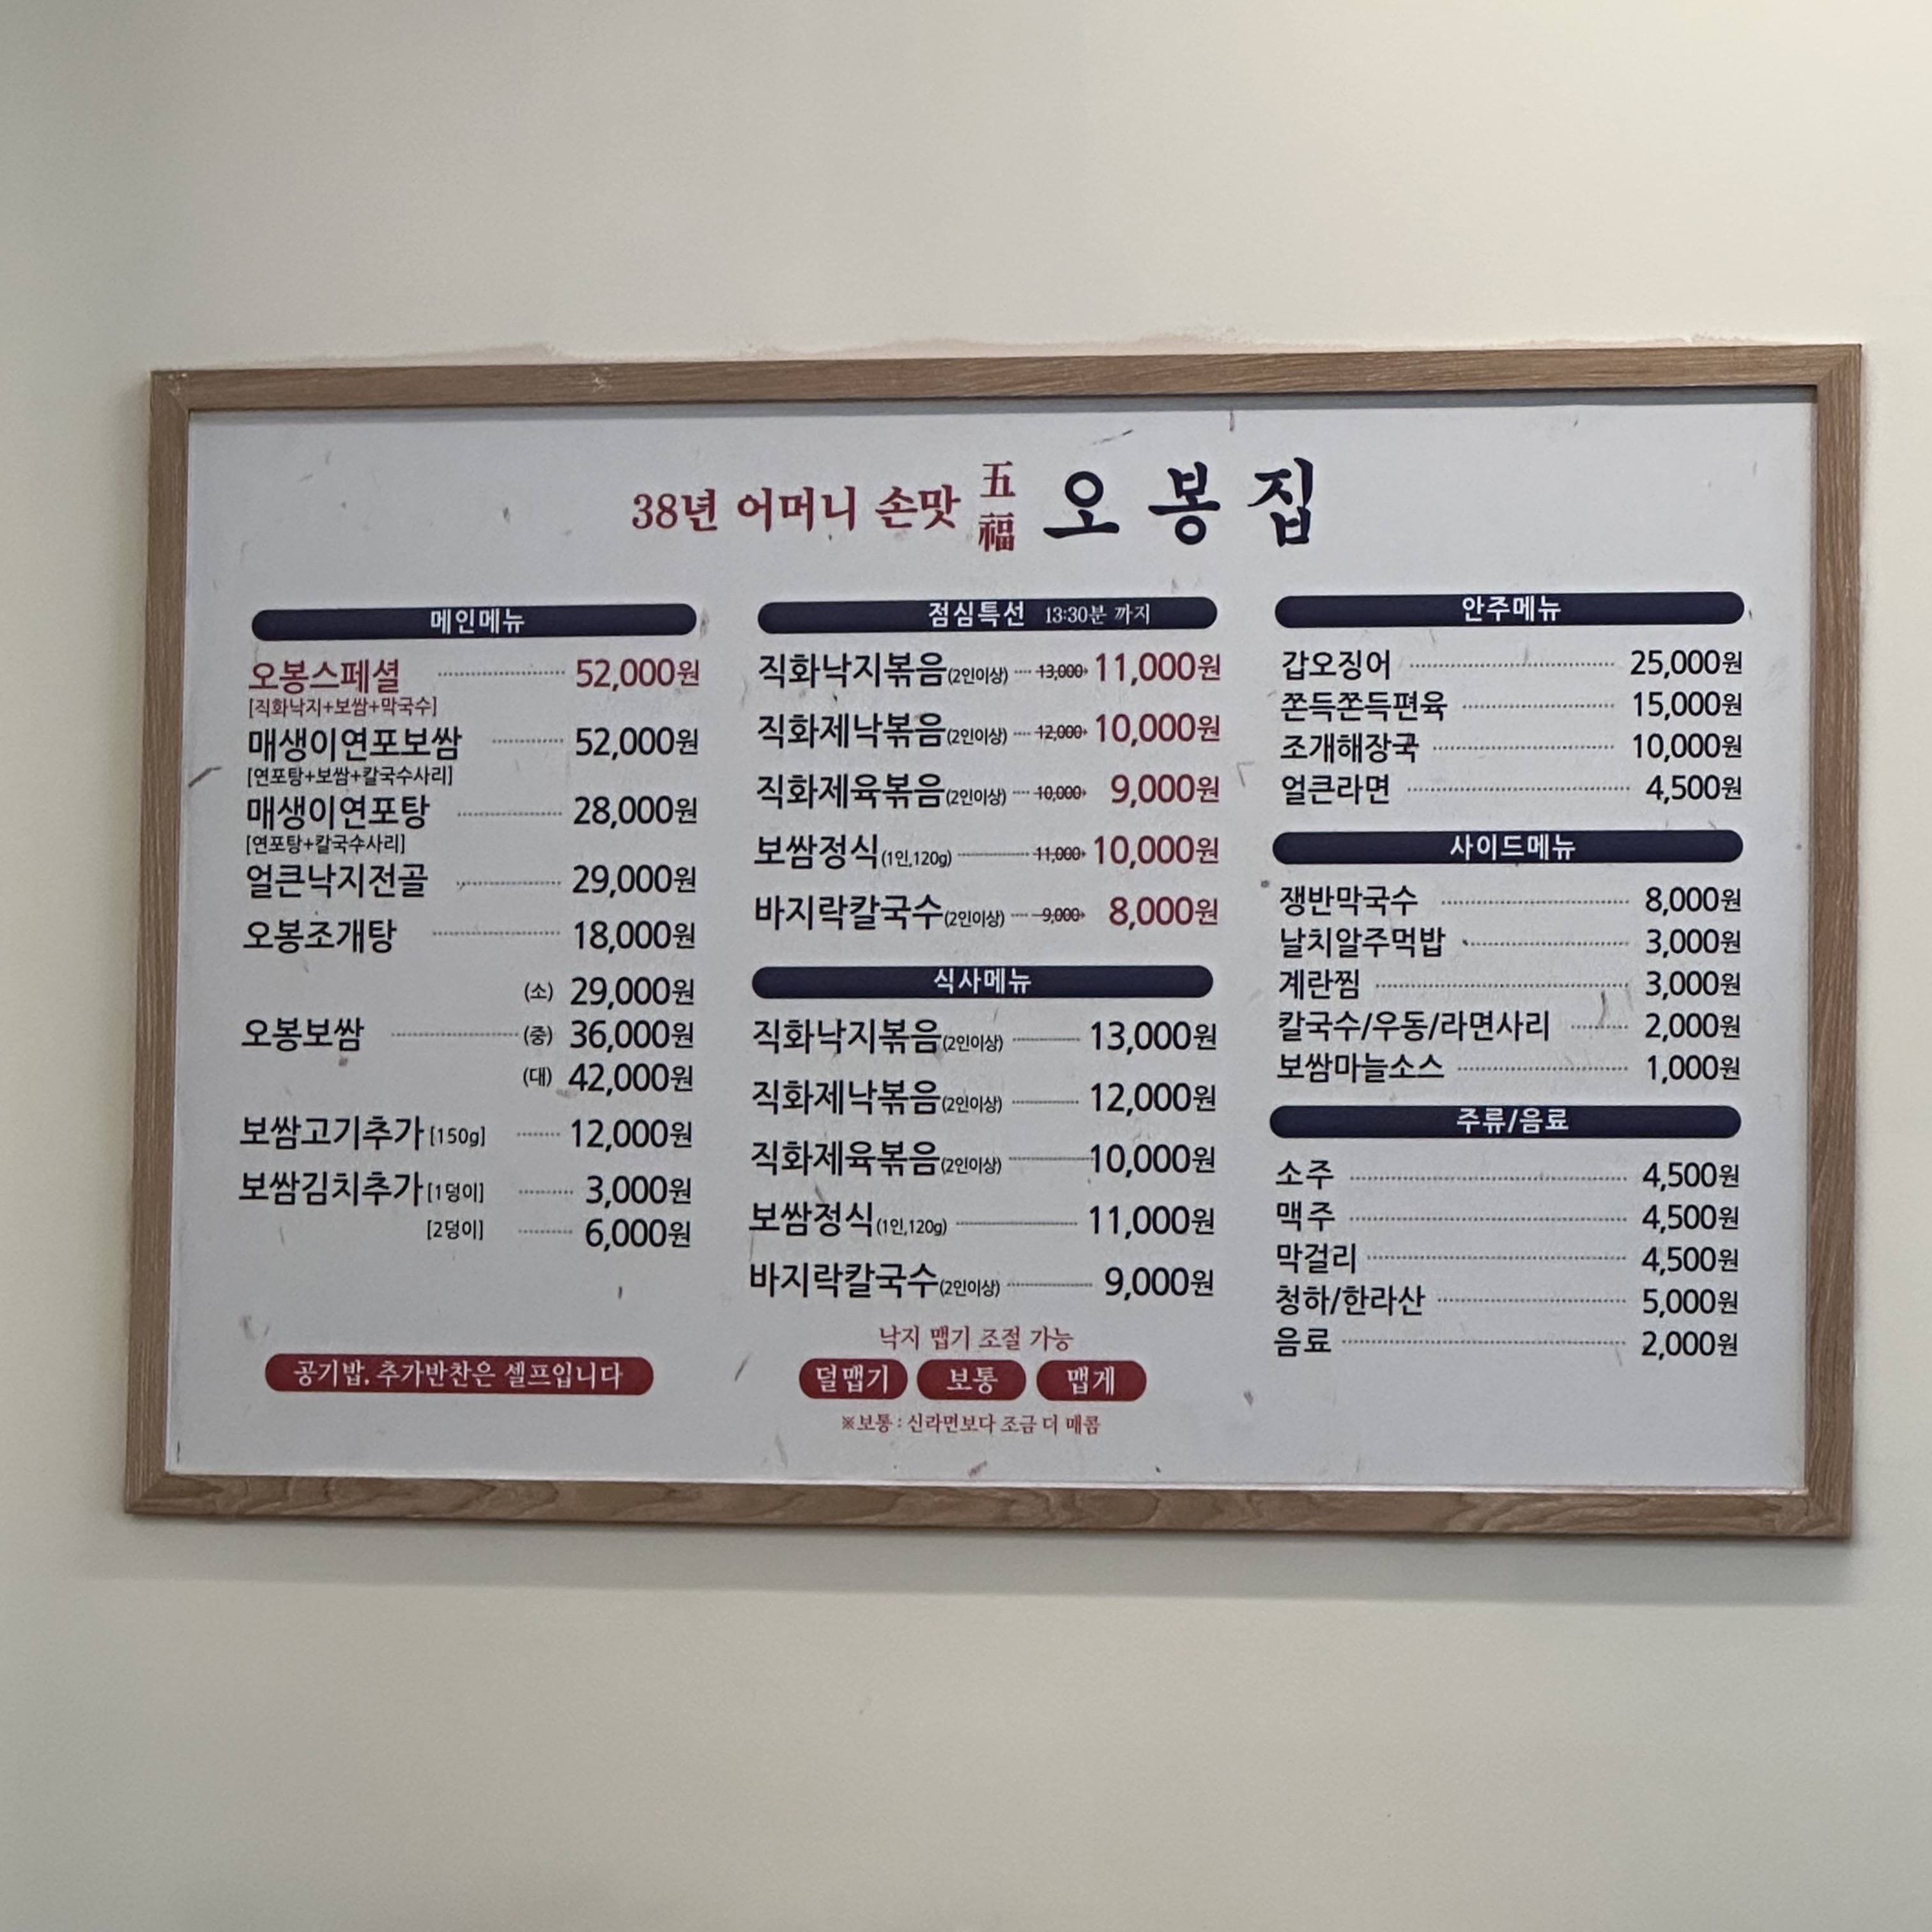 38년 어머니 손맛 五福 오봉집
메인메뉴
오봉스페셜 52,000원
[직화낙지+보쌈+막국수]
매생이연포보쌈 52,000원
[연포탕+보쌈+칼국수사리]
매생이연포탕 28,000원
[연포탕+칼국수사리]
얼큰낙지전골 29,000원
오봉조개탕 18,000원
오봉보쌈 (소) 29,000원
(중) 36,000원
(대) 42,000원
보쌈고기추가 [150g] 12,000원
보쌈김치추가 [1덩이] 3,000원
[2덩이] 6,000원
공기밥, 추가반찬은 셀프입니다
점심특선 13:30분 까지
직화낙지볶음(2인이상) 13,000 11,000원
직화제낙볶음(2인이상) 12,000 10,000원
직화제육볶음(2인이상) 10,000 9,000원
보쌈정식(1인,120g) 11,000 10,000원
바지락칼국수(2인이상) 9,000 8,000원
식사메뉴
직화낙지볶음(2인이상) 13,000원
직화제낙볶음(2인이상) 12,000원
직화제육볶음(2인이상) 10,000원
보쌈정식(1인,120g) 11,000원
바지락칼국수(2인이상) 9,000원
낙지 맵기 조절 가능
덜맵기 보통 맵게
※보통 : 신라면보다 조금 더 매콤
안주메뉴
갑오징어 25,000원
쫀득쫀득편육 15,000원
조개해장국 10,000원
얼큰라면 4,500원
사이드메뉴
쟁반막국수 8,000원
날치알주먹밥 3,000원
계란찜 3,000원
칼국수/우동/라면사리 2,000원
보쌈마늘소스 1,000원
주류/음료
소주 4,500원
맥주 4,500원
막걸리 4,500원
청하/한라산 5,000원
음료 2,000원